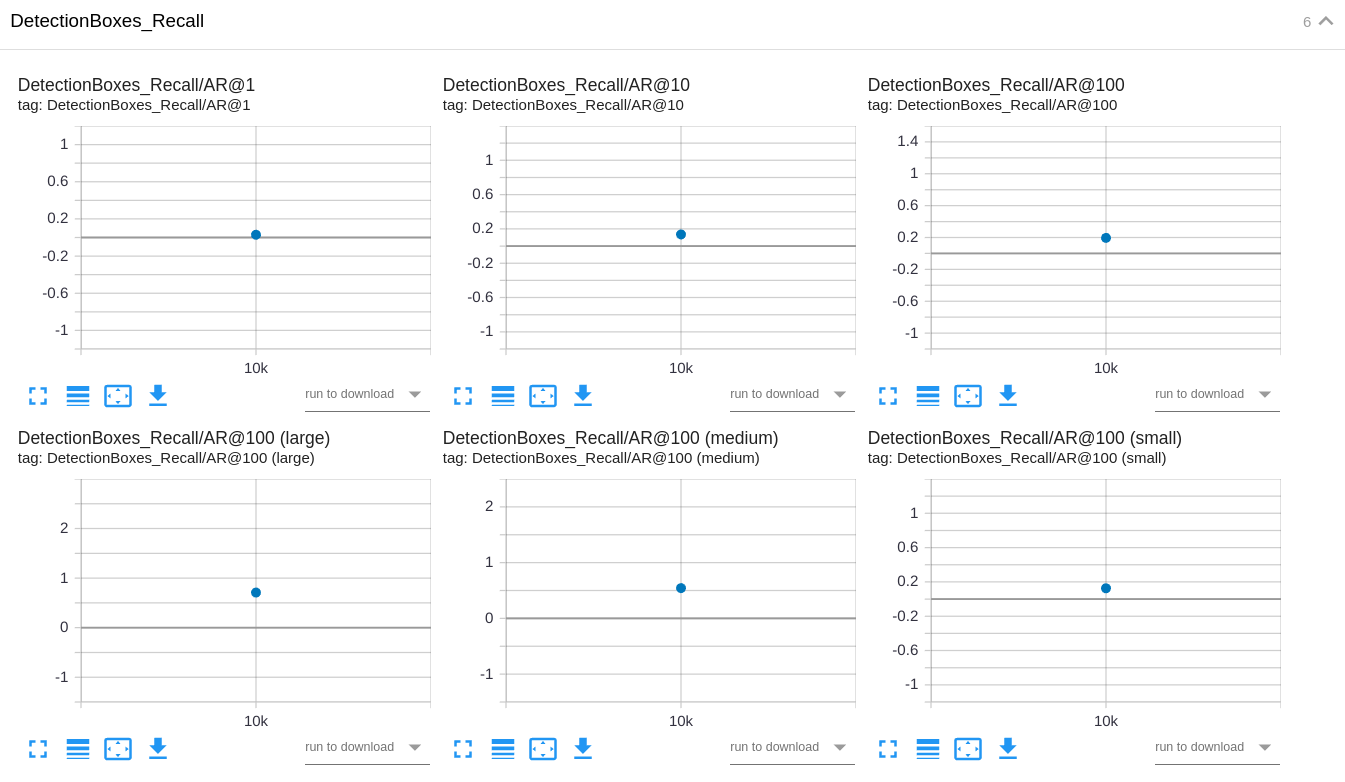 DetectionBoxes_Recall
6
DetectionBoxes_Recall/AR@1
tag: DetectionBoxes_Recall/AR@1
1
0.6
0.2
-0.2
-0.6
-1
10k
run to download
DetectionBoxes_Recall/AR@10
tag: DetectionBoxes_Recall/AR@10
1
0.6
0.2
-0.2
-0.6
-1
10k
run to download
DetectionBoxes_Recall/AR@100
tag: DetectionBoxes_Recall/AR@100
1.4
1
0.6
0.2
-0.2
-0.6
-1
10k
run to download
DetectionBoxes_Recall/AR@100 (large)
tag: DetectionBoxes_Recall/AR@100 (large)
2
1
0
-1
10k
run to download
DetectionBoxes_Recall/AR@100 (medium)
tag: DetectionBoxes_Recall/AR@100 (medium)
2
1
0
-1
10k
run to download
DetectionBoxes_Recall/AR@100 (small)
tag: DetectionBoxes_Recall/AR@100 (small)
1
0.6
0.2
-0.2
-0.6
-1
10k
run to download